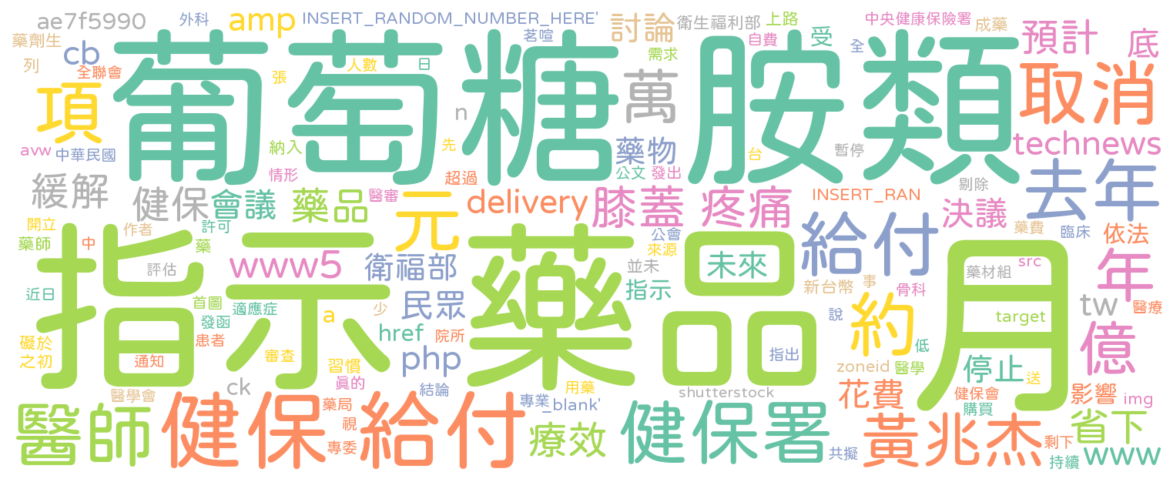 ae7f5990 外科 amp INSERT_RANDOM_NUMBER_HERE' 茗喧 討論 衛生福利部 自費 上路 受 中央健康保險署 全 成藥 預計 底
藥劑生 cb 列 全聯會 張 人數 日 需求
葡萄糖胺類
項 n 萬 取消
avw 中華民國 納入 先 藥物 台 暫停 technews
情形 超過 公文 發出
緩解 健保 會議 藥品 醫審 元 delivery 膝蓋 疼痛 INSERT_RAN 剔除 決議 去年
開立 作者 許可 公會 給付 藥費 臨床 依法
藥師 中 藥 www5 衛福部 來源 未來 年
指示藥品 月
評估 並未 藥材組 src
近日 首圖 適應症 民眾 指示 新台幣 事 骨科 tw 醫療
礙於 發函 a 少 約 說 target 億
之初 患者 href 院所 低
通知 審查 習慣 php 指出 zoneid 醫學 停止 送
醫學會 ck 真的 結論 用藥 shutterstock 花費 健保會 影響 img
醫師 健保給付 藥局 視 專委 專業 blank' 療效 健保署 購買 省下
共擬 黃兆杰 剩下 www
持續